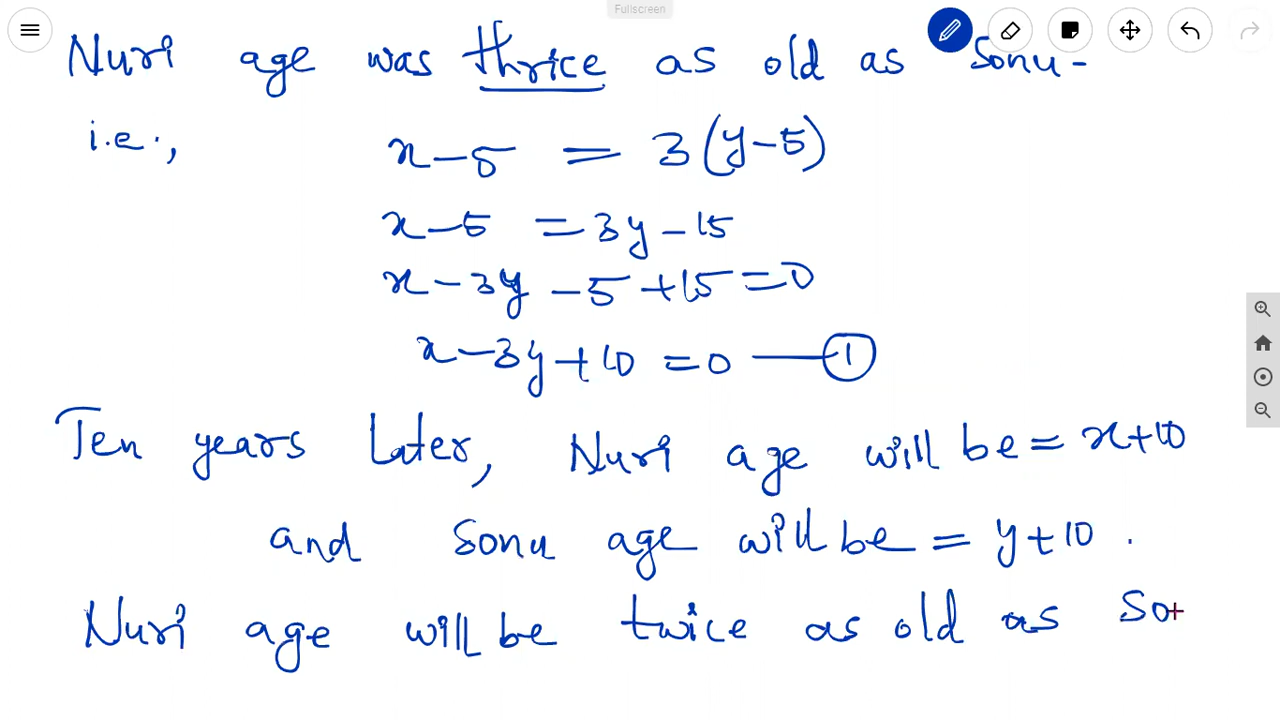 Fullscreen
Nuri age was thrice as old as Sonu -
i.e.,
x - 5 = 3(y - 5)
x - 5 = 3y - 15
x - 3y - 5 + 15 = 0
x - 3y + 10 = 0 — 1
Ten years later, Nuri age will be = x + 10
and Sonu age will be = y + 10 .
Nuri age will be twice as old as So